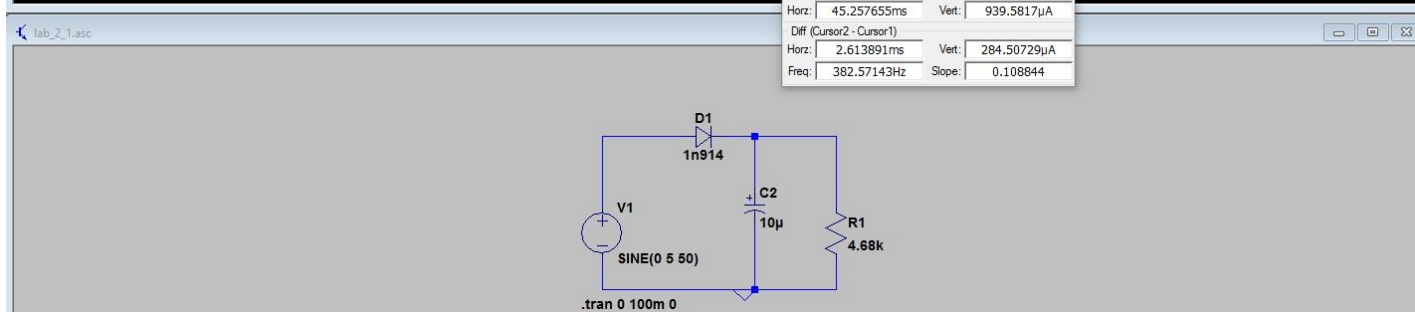 Horz: 45.257655ms Vert: 939.5817µA
lab_2_1.asc
Diff (Cursor2 - Cursor1)
Horz: 2.613891ms Vert: 284.50729µA
Freq: 382.57143Hz Slope: 0.108844
D1
1n914
C2
+
10µ
V1
+
R1
4.68k
SINE(0 5 50)
.tran 0 100m 0